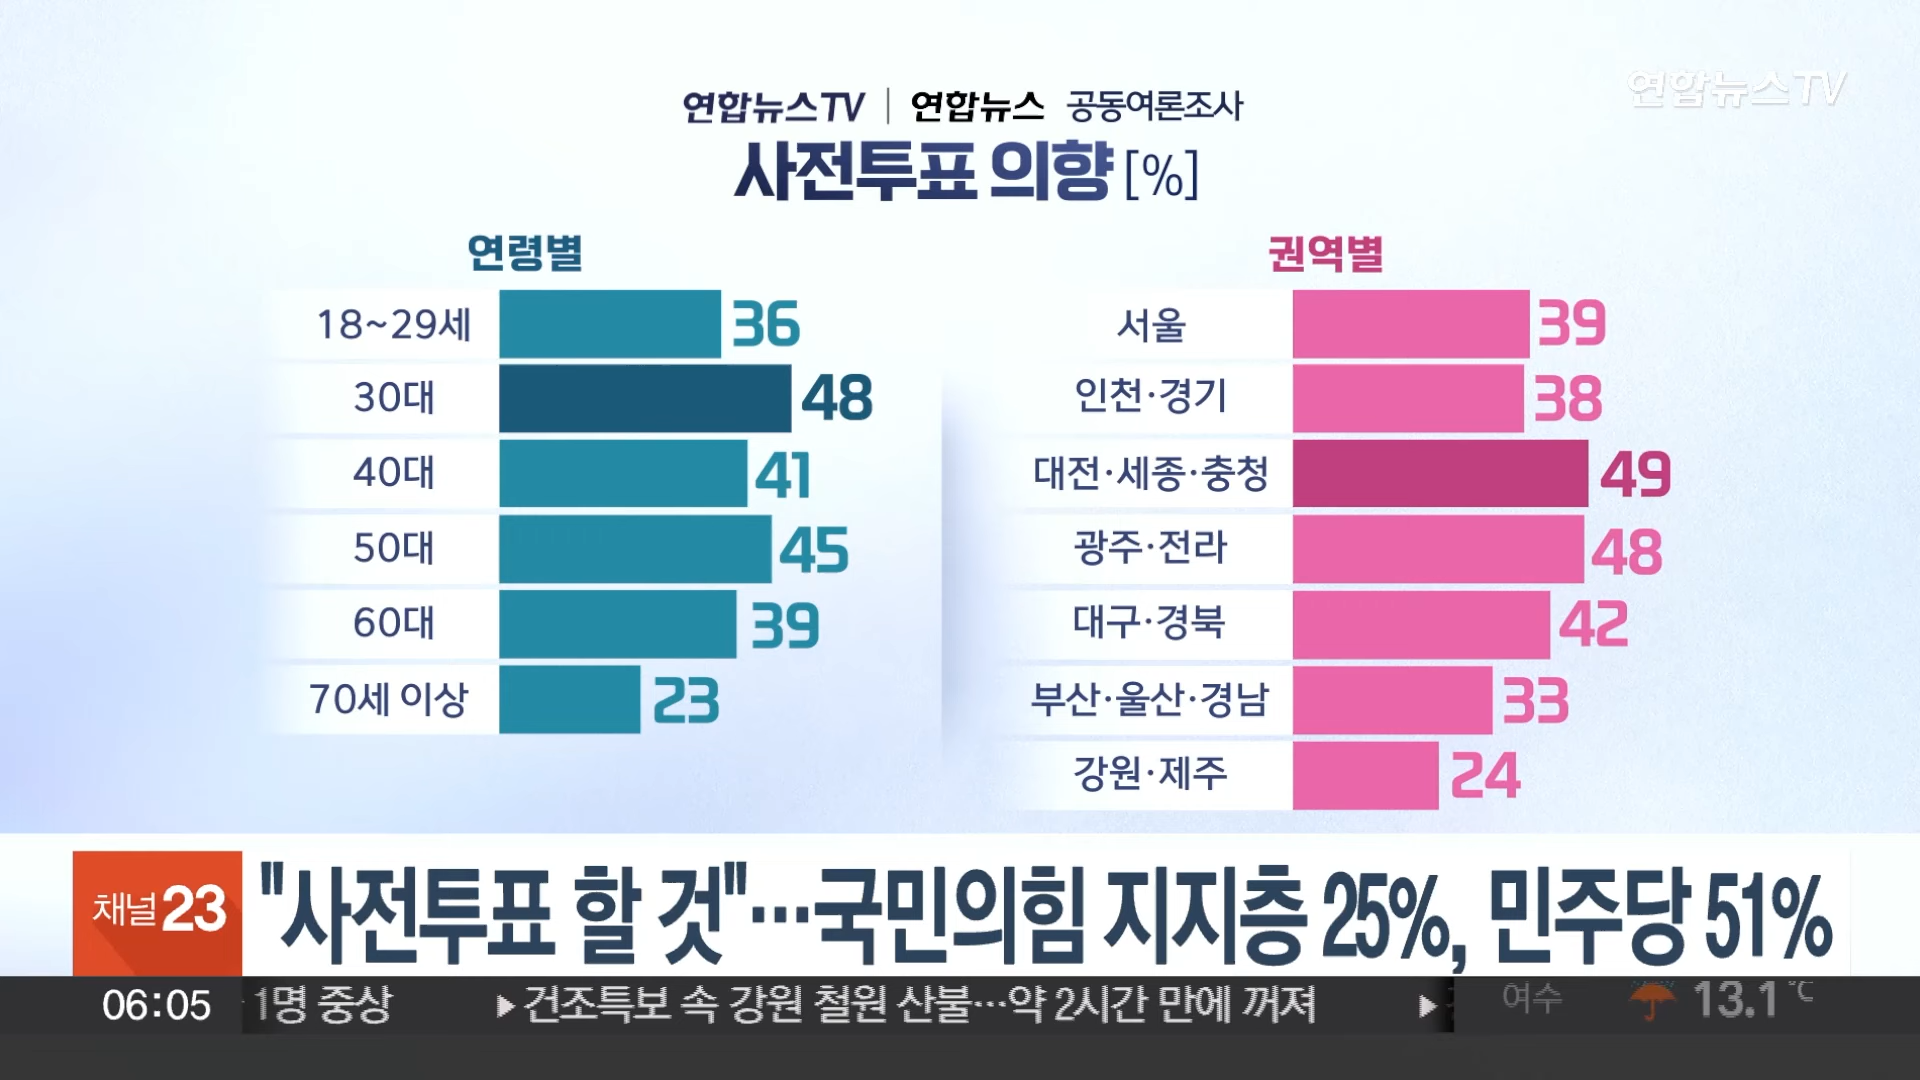 연합뉴스TV
연합뉴스TV | 연합뉴스 공동여론조사
사전투표 의향 [%]
연령별
18~29세 36
30대 48
40대 41
50대 45
60대 39
70세 이상 23
권역별
서울 39
인천·경기 38
대전·세종·충청 49
광주·전라 48
대구·경북 42
부산·울산·경남 33
강원·제주 24
채널 23
"사전투표 할 것"…국민의힘 지지층 25%, 민주당 51%
06:05 1명 중상 ▶건조특보 속 강원 철원 산불…약 2시간 만에 꺼져 ▶ 여수 13.1℃